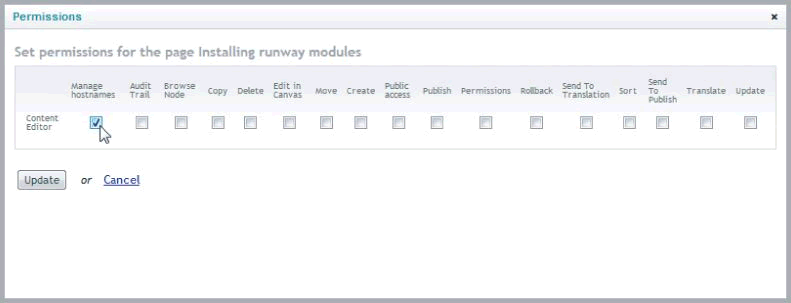 Permissions
Set permissions for the page Installing runway modules
Manage hostnames Audit Trail Browse Node Copy Delete Edit in Canvas Move Create Public access Publish Permissions Rollback Send To Translation Sort Send To Publish Translate Update
Content Editor
Update or Cancel